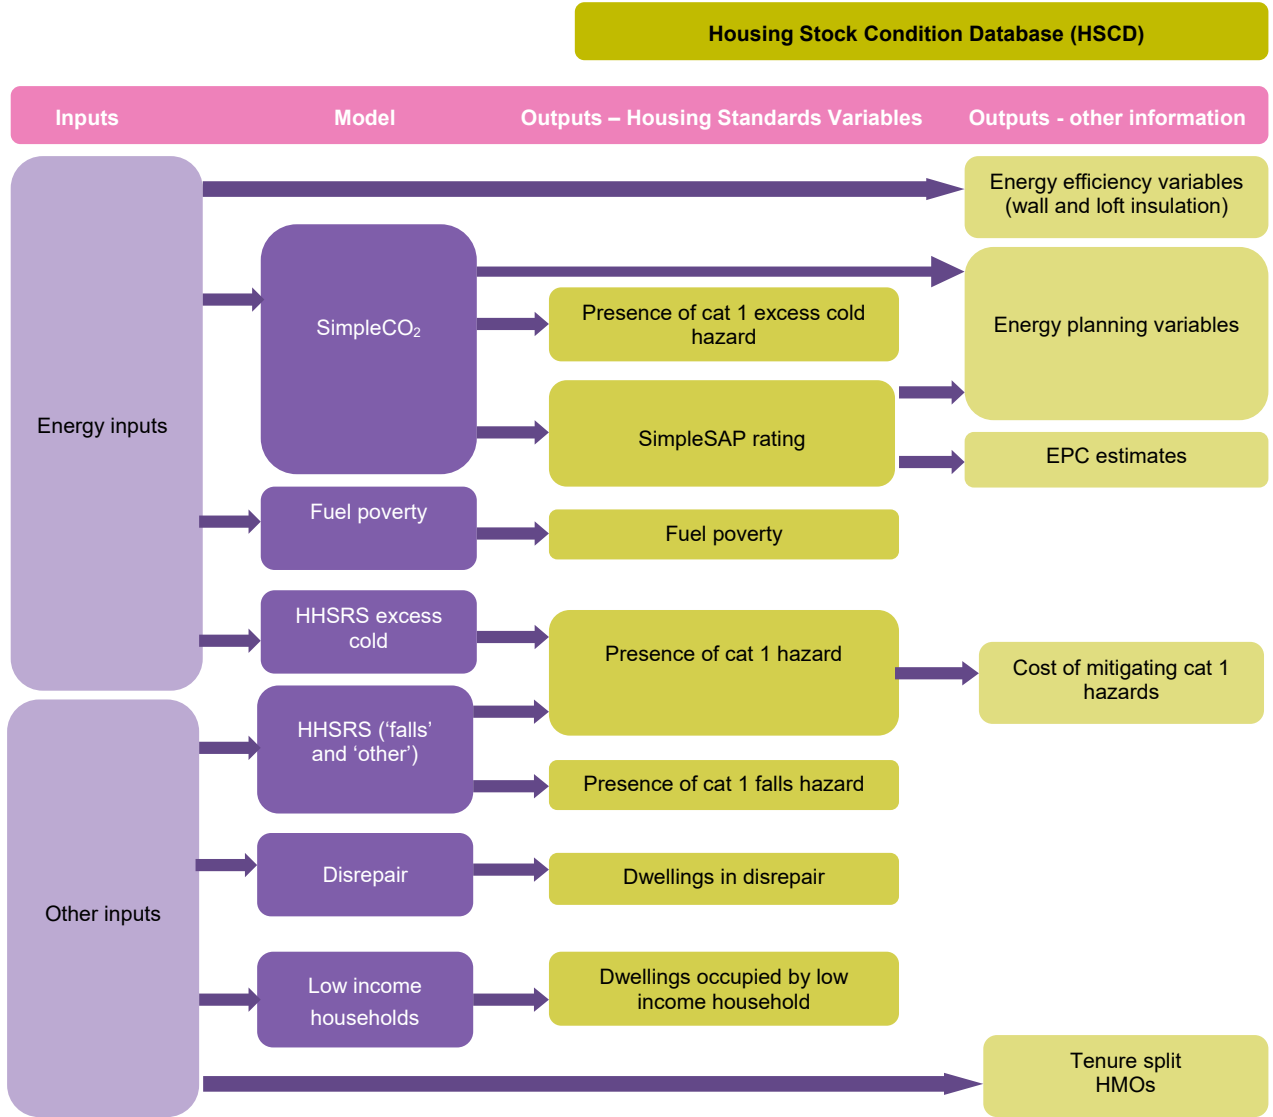 Housing Stock Condition Database (HSCD)
Inputs
Model
Outputs – Housing Standards Variables
Outputs - other information
Energy inputs
Energy efficiency variables
(wall and loft insulation)
SimpleCO₂
Presence of cat 1 excess cold
hazard
Energy planning variables
SimpleSAP rating
EPC estimates
Fuel poverty
Fuel poverty
HHSRS excess
cold
Presence of cat 1 hazard
Cost of mitigating cat 1
hazards
Other inputs
HHSRS (‘falls’
and ‘other’)
Presence of cat 1 falls hazard
Disrepair
Dwellings in disrepair
Low income
households
Dwellings occupied by low
income household
Tenure split
HMOs